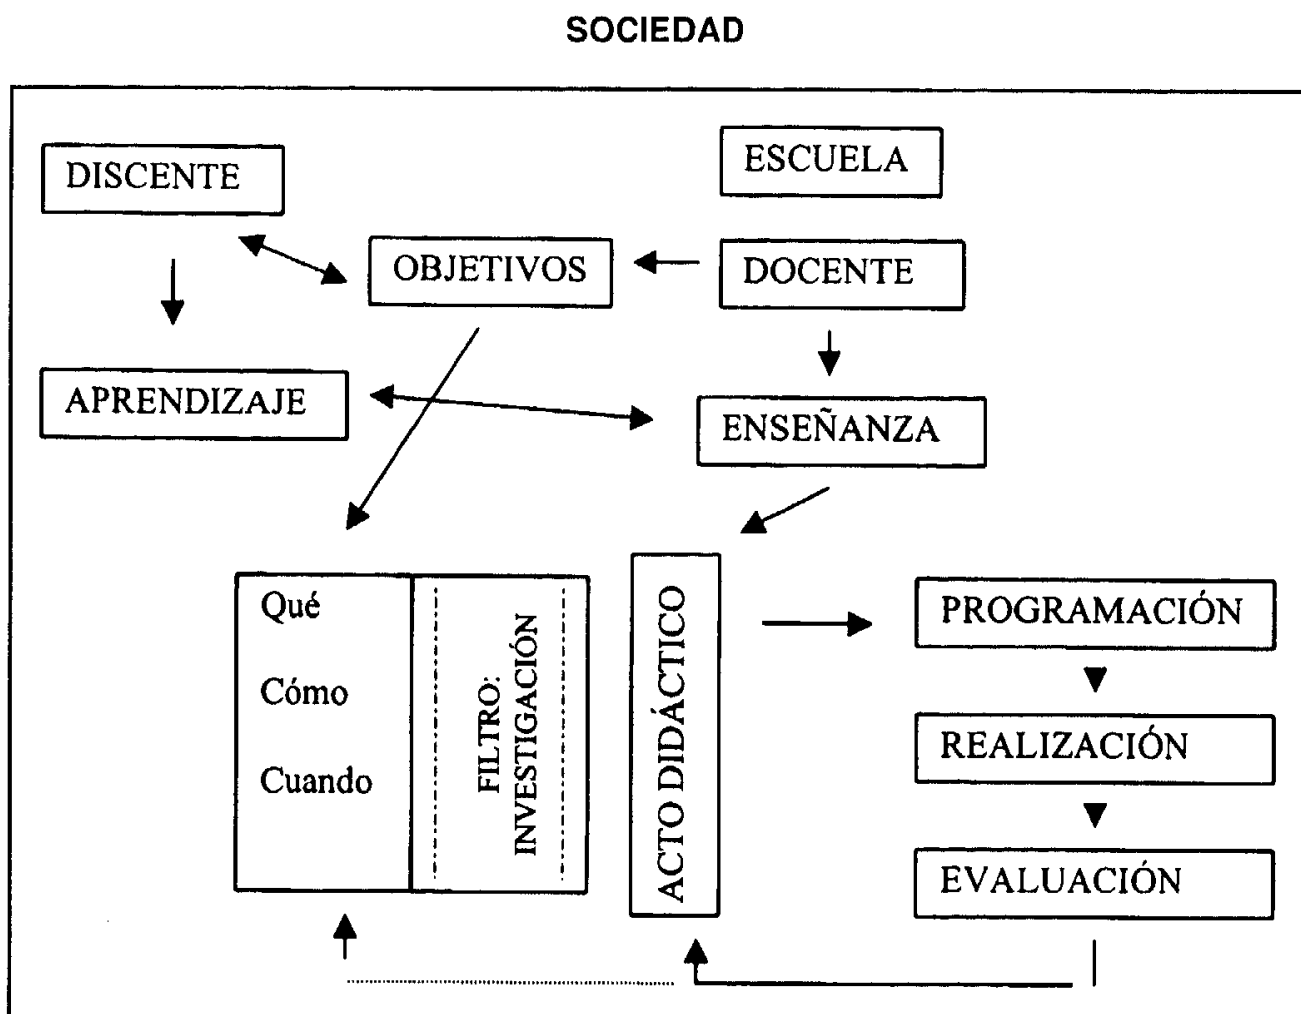 SOCIEDAD
DISCENTE
ESCUELA
OBJETIVOS
DOCENTE
APRENDIZAJE
ENSEÑANZA
Qué
Cómo
Cuando
FILTRO:
INVESTIGACIÓN
ACTO DIDÁCTICO
PROGRAMACIÓN
REALIZACIÓN
EVALUACIÓN